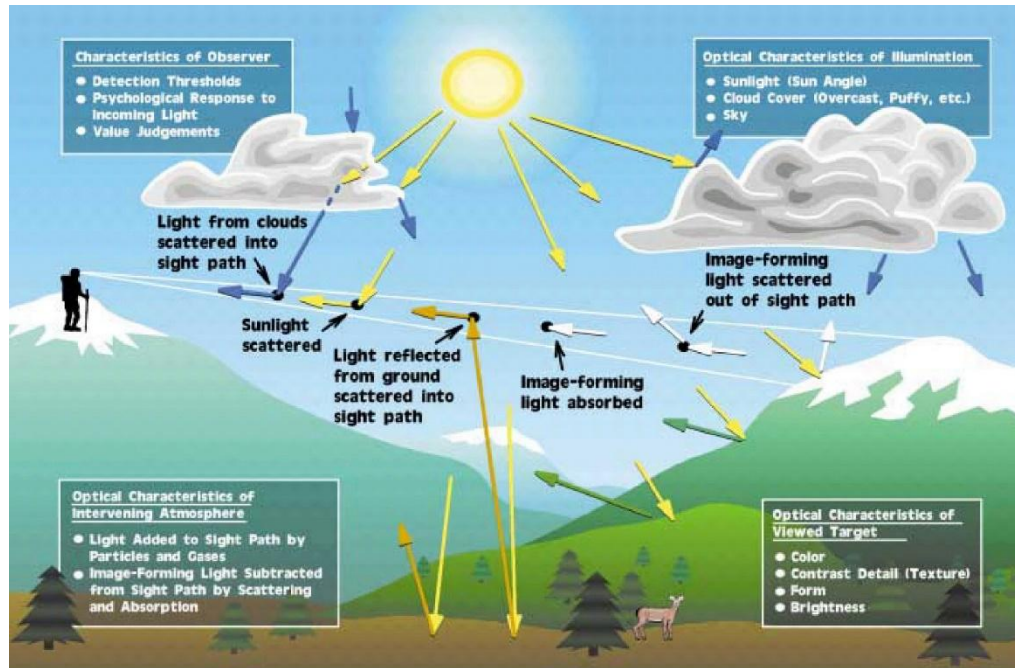 Characteristics of Observer
● Detection Thresholds
● Psychological Response to
Incoming Light
● Value Judgements
Optical Characteristics of Illumination
● Sunlight (Sun Angle)
● Cloud Cover (Overcast, Puffy, etc.)
● Sky
Light from clouds
scattered into
sight path
Sunlight
scattered
Light reflected
from ground
scattered into
sight path
Image-forming
light absorbed
Image-forming
light scattered
out of sight path
Optical Characteristics of
Intervening Atmosphere
● Light Added to Sight Path by
Particles and Gases
● Image-Forming Light Subtracted
from Sight Path by Scattering
and Absorption
Optical Characteristics of
Viewed Target
● Color
● Contrast Detail (Texture)
● Form
● Brightness